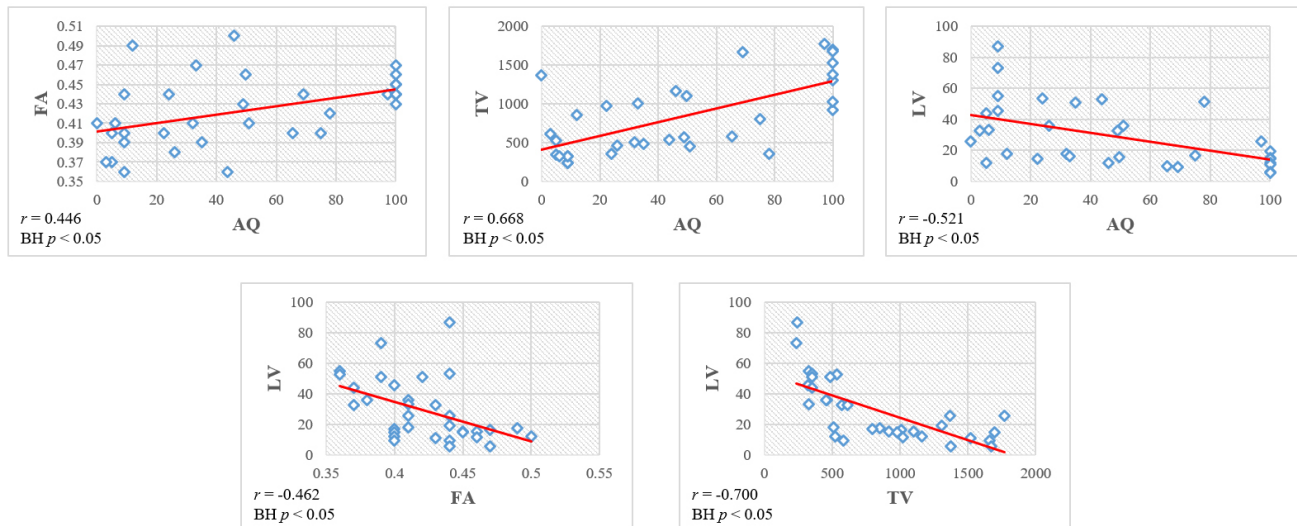 0.51
0.49
0.47
0.45
0.43
0.41
0.39
0.37
0.35
FA
0 20 40 60 80 100
AQ
r = 0.446
BH p < 0.05
2000
1500
1000
500
0
TV
0 20 40 60 80 100
AQ
r = 0.668
BH p < 0.05
100
80
60
40
20
0
LV
0 20 40 60 80 100
AQ
r = -0.521
BH p < 0.05
100
80
60
40
20
0
LV
0.35 0.4 0.45 0.5 0.55
FA
r = -0.462
BH p < 0.05
100
80
60
40
20
0
LV
0 500 1000 1500 2000
TV
r = -0.700
BH p < 0.05